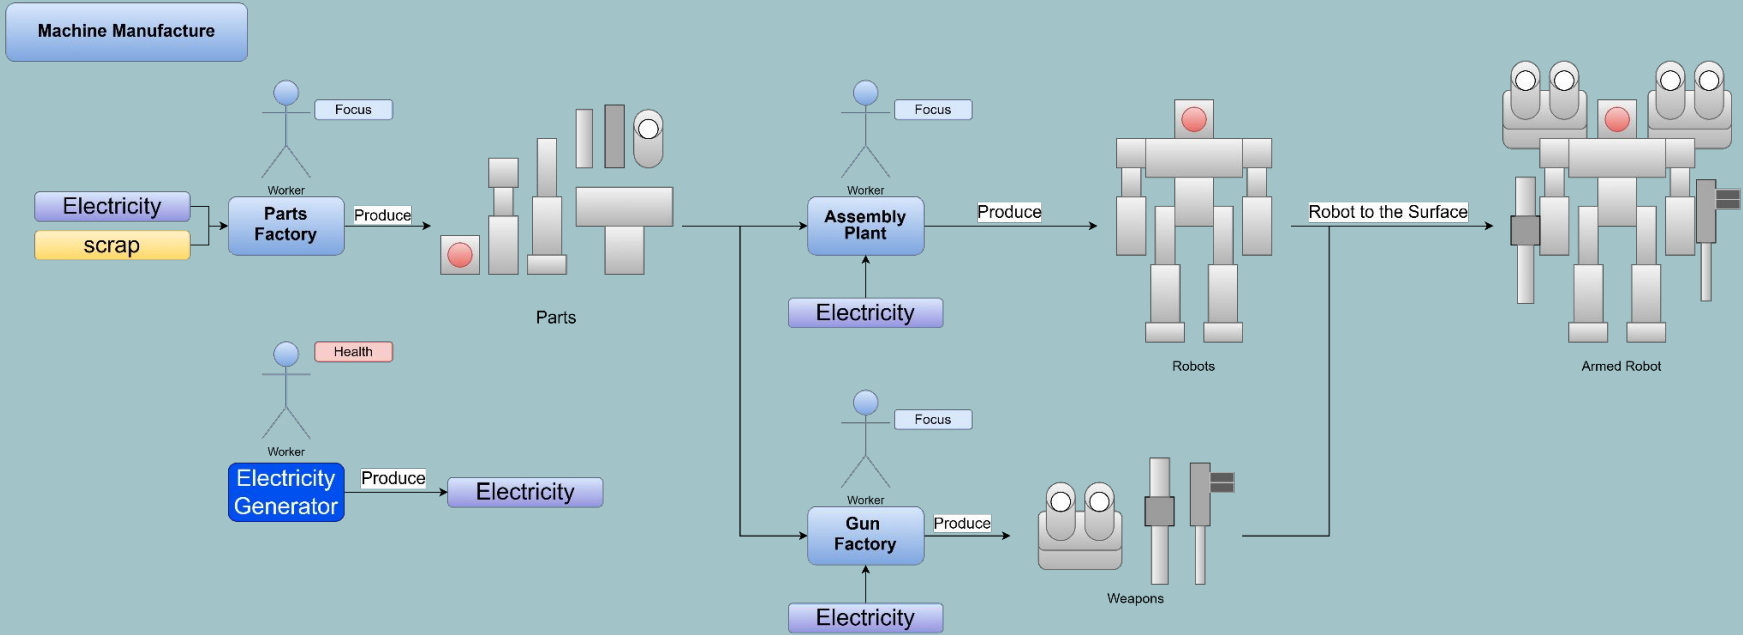 Machine Manufacture
Focus
Worker
Electricity
scrap
Parts
Factory
Produce
Parts
Focus
Worker
Assembly
Plant
Electricity
Produce
Robots
Robot to the Surface
Armed Robot
Health
Worker
Electricity
Generator
Produce
Electricity
Focus
Worker
Gun
Factory
Electricity
Produce
Weapons